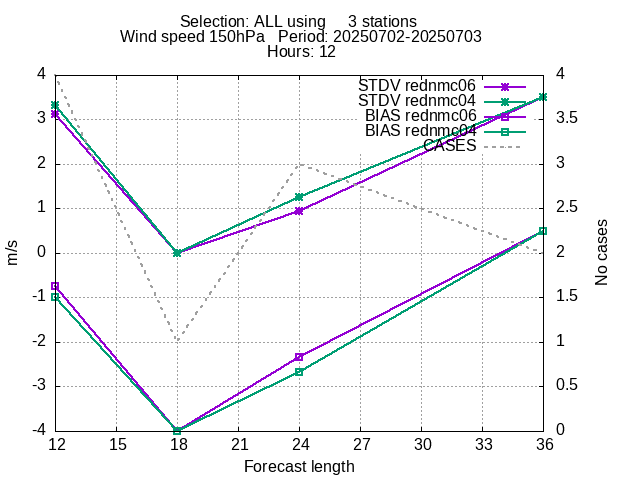 Selection: ALL using     3 stations
Wind speed 150hPa   Period: 20250702-20250703
Hours: 12
STDV rednmc06
STDV rednmc04
BIAS rednmc06
BIAS rednmc04
CASES
4
3
2
1
0
-1
-2
-3
-4
m/s
4
3.5
3
2.5
2
1.5
1
0.5
0
No cases
12 15 18 21 24 27 30 33 36
Forecast length